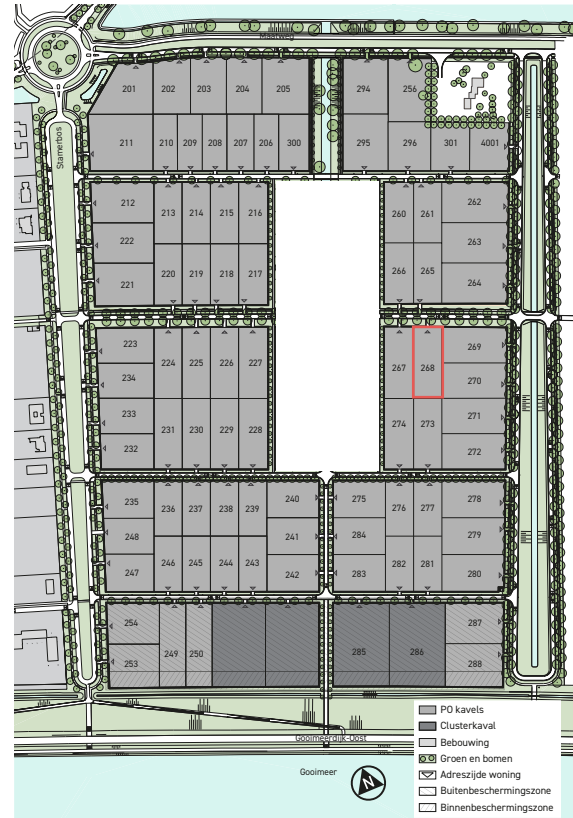 Maatweg
201 202 203 204 205 294 256
Stamerbos
211 210 209 208 207 206 300 295 296 301 4001
212 213 214 215 216 260 261 262
222 263
221 220 219 218 217 266 265 264
223 224 225 226 227 267 268 269
234 270
233 231 230 229 228 274 273 271
232 272
235 236 237 238 239 240 275 276 277 278
248 241 284 279
247 246 245 244 243 242 283 282 281 280
254 249 250 285 286 287
253 288
PO kavels
Clusterkaval
Gooimeerdijk-Oost
Bebouwing
Groen en bomen
Gooimeer
N
Adreszijde woning
Buitenbeschermingszone
Binnenbeschermingszone